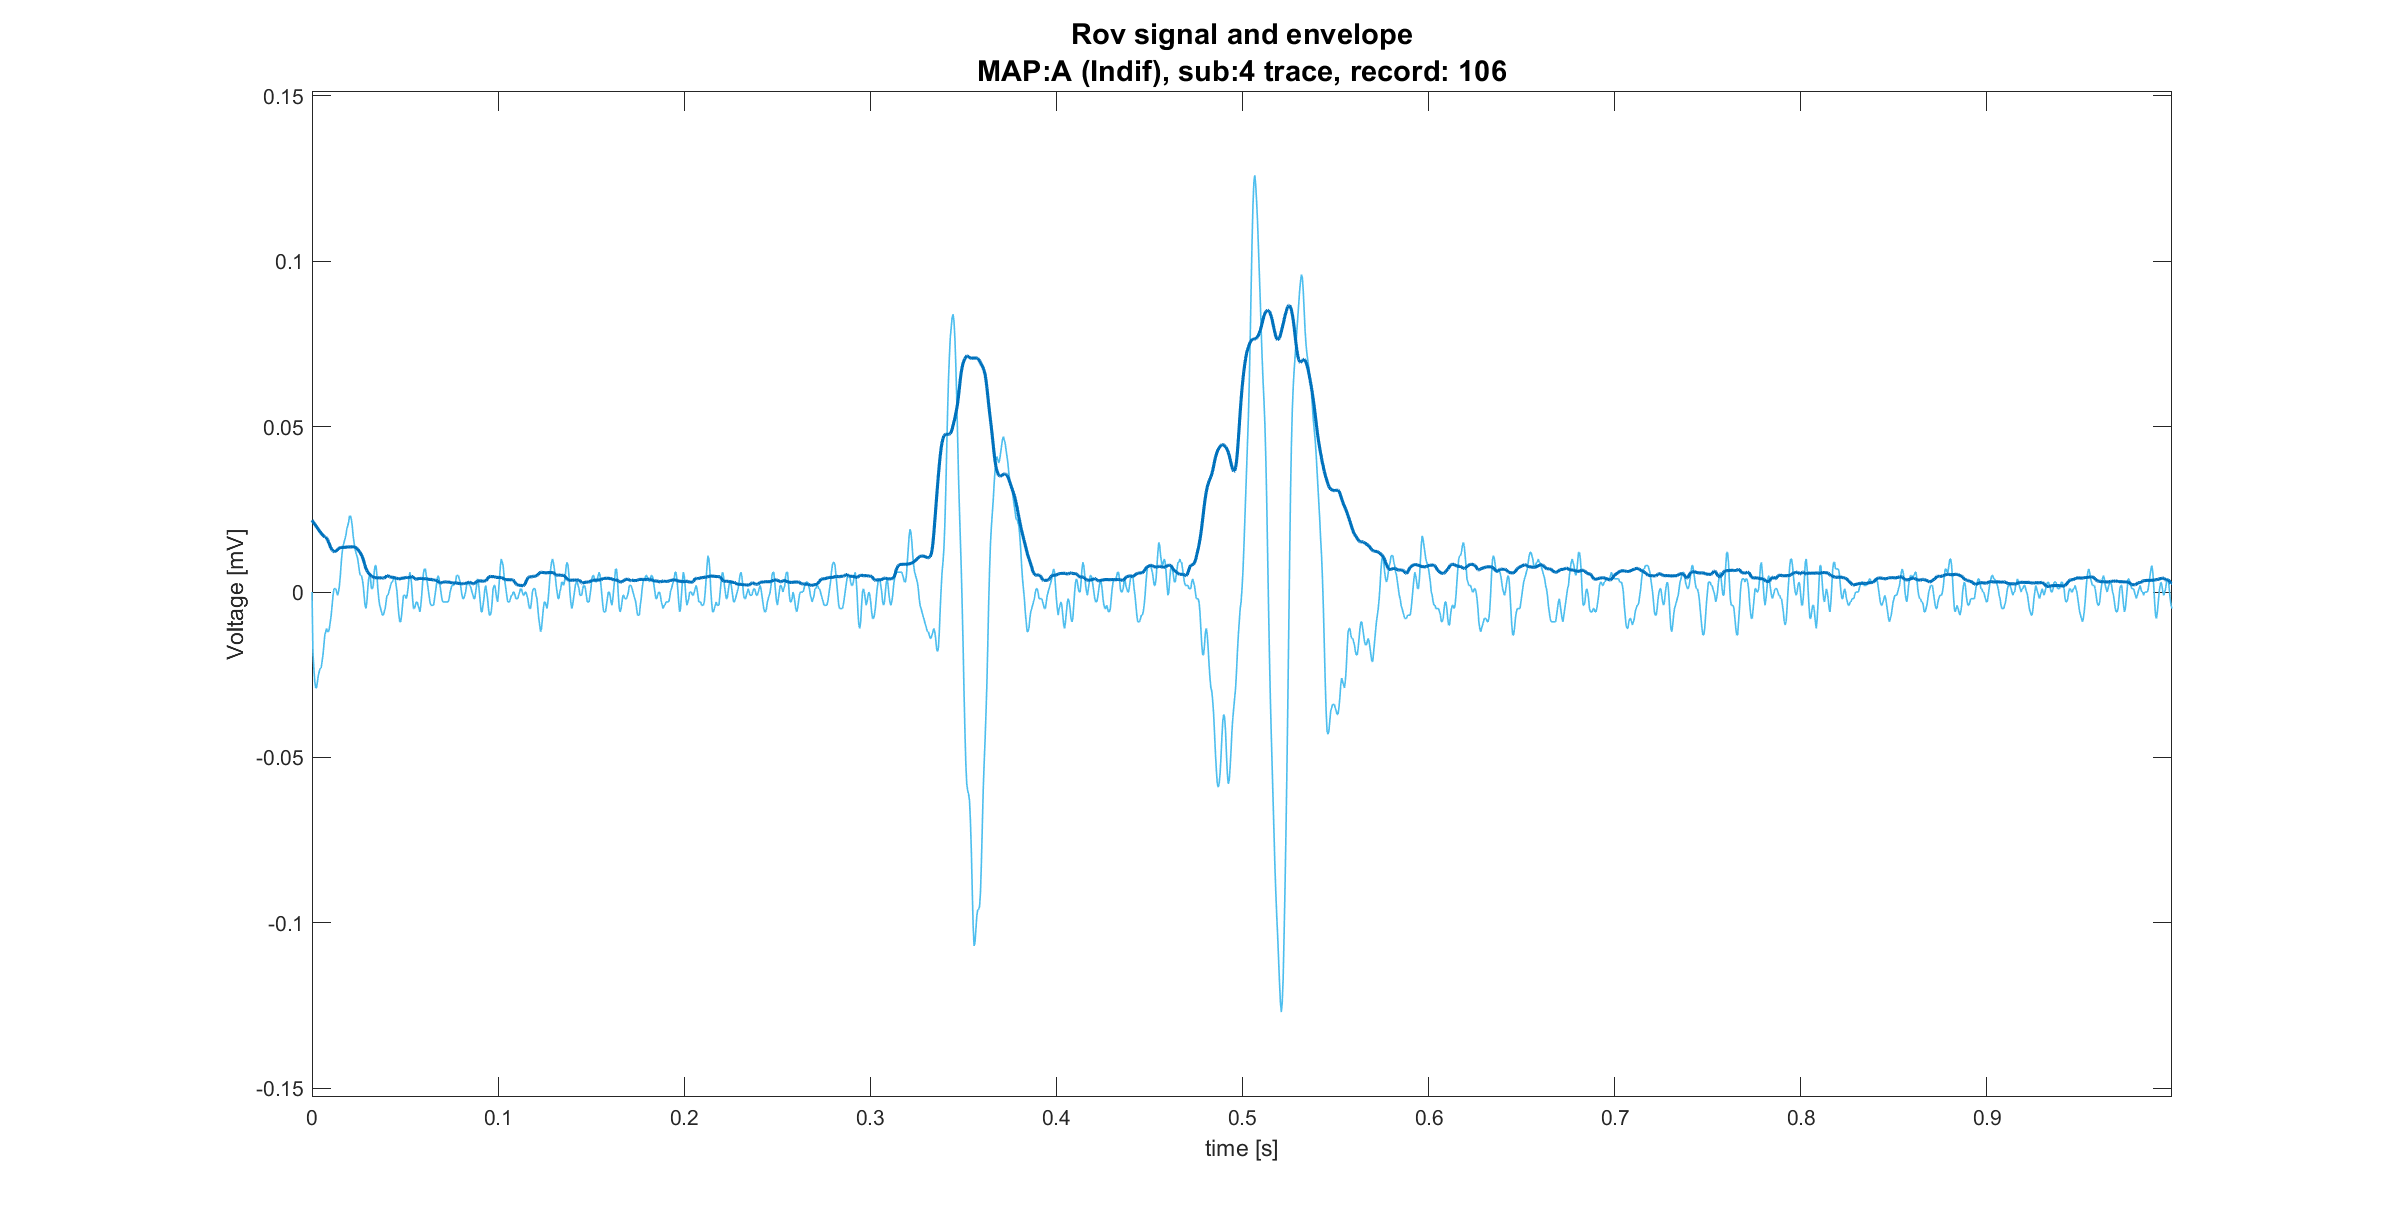 Rov signal and envelope
MAP:A (Indif), sub:4 trace, record: 106
0.15
0.1
0.05
0
-0.05
-0.1
-0.15
Voltage [mV]
0 0.1 0.2 0.3 0.4 0.5 0.6 0.7 0.8 0.9
time [s]